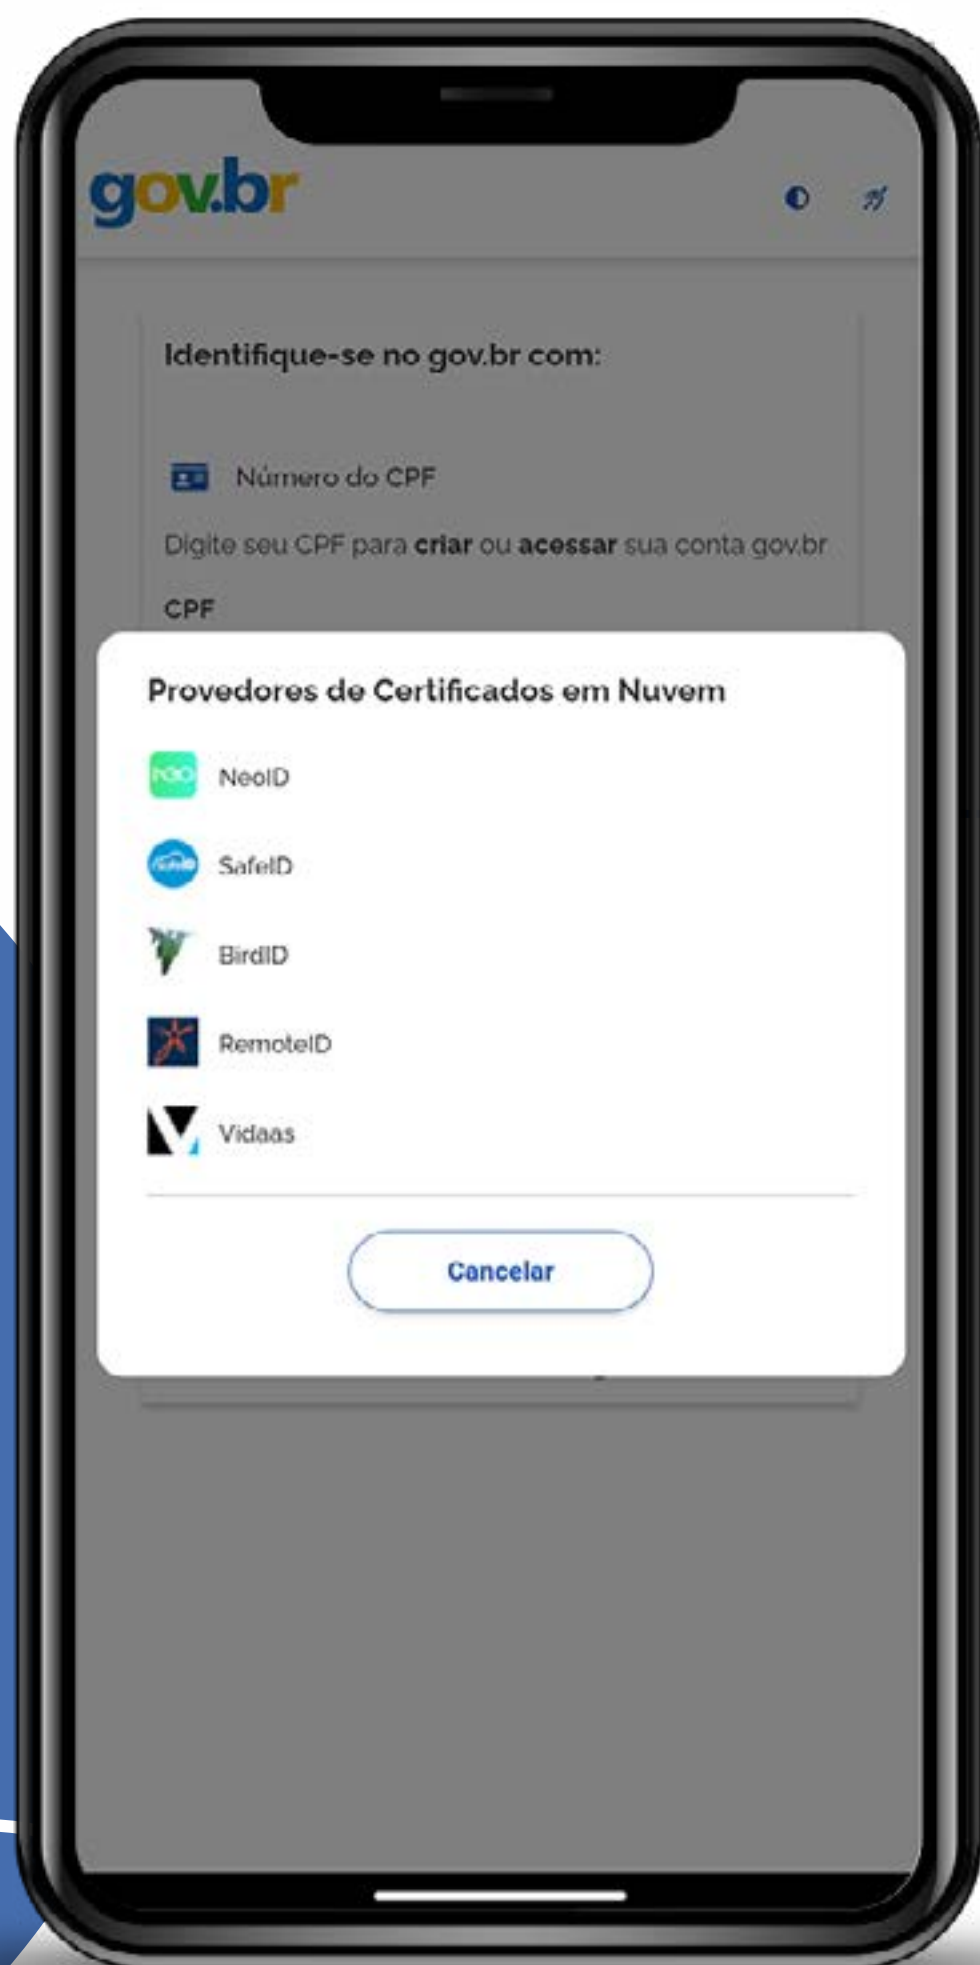 gov.br
Identifique-se no gov.br com:
Número do CPF
Digite seu CPF para criar ou acessar sua conta gov.br
CPF
Provedores de Certificados em Nuvem
NeoID
SafeID
BirdID
RemoteID
Vidaas
Cancelar